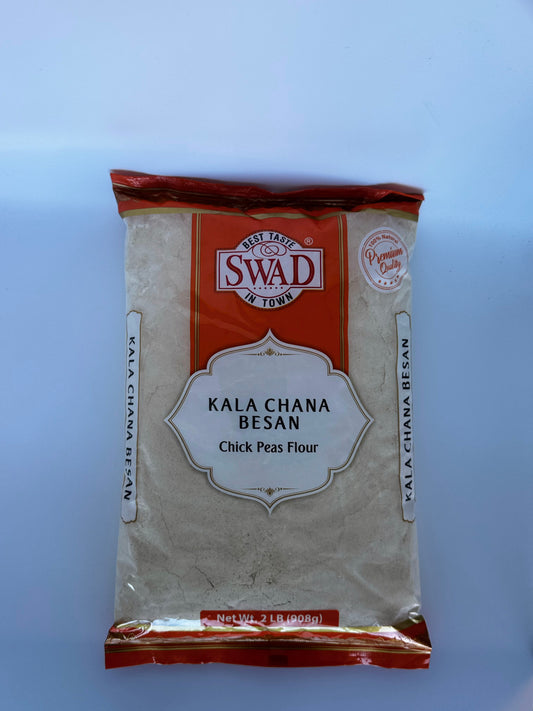 BEST TASTE
SWAD®
IN TOWN
100% Natural
Premium
Quality
KALA CHANA
BESAN
Chick Peas Flour
KALA CHANA BESAN
KALA CHANA BESAN
Net Wt. 2 LB (908g)